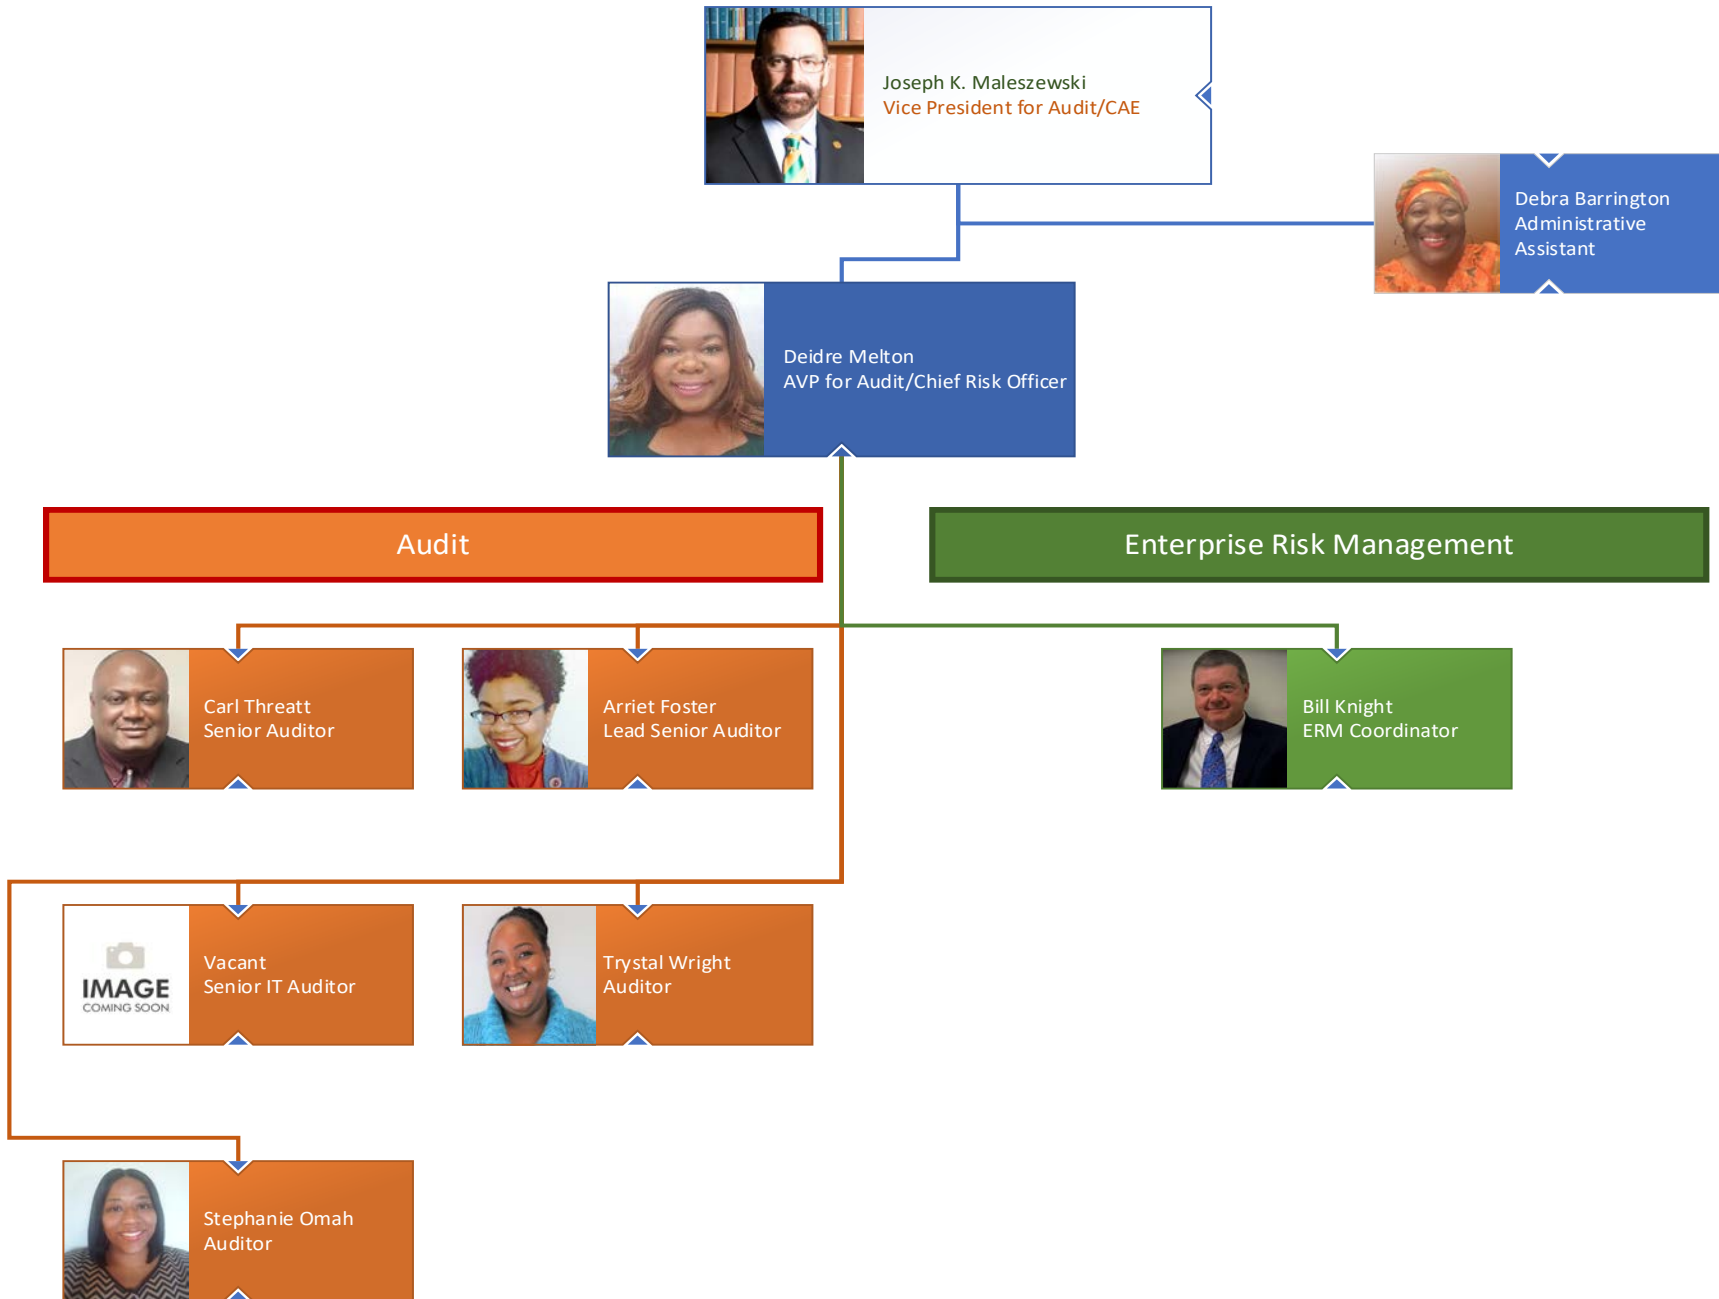 Joseph K. Maleszewski
Vice President for Audit/CAE
Debra Barrington
Administrative
Assistant
Deidre Melton
AVP for Audit/Chief Risk Officer
Audit
Enterprise Risk Management
Carl Threatt
Senior Auditor
Arriet Foster
Lead Senior Auditor
Bill Knight
ERM Coordinator
IMAGE
COMING SOON
Vacant
Senior IT Auditor
Trystal Wright
Auditor
Stephanie Omah
Auditor